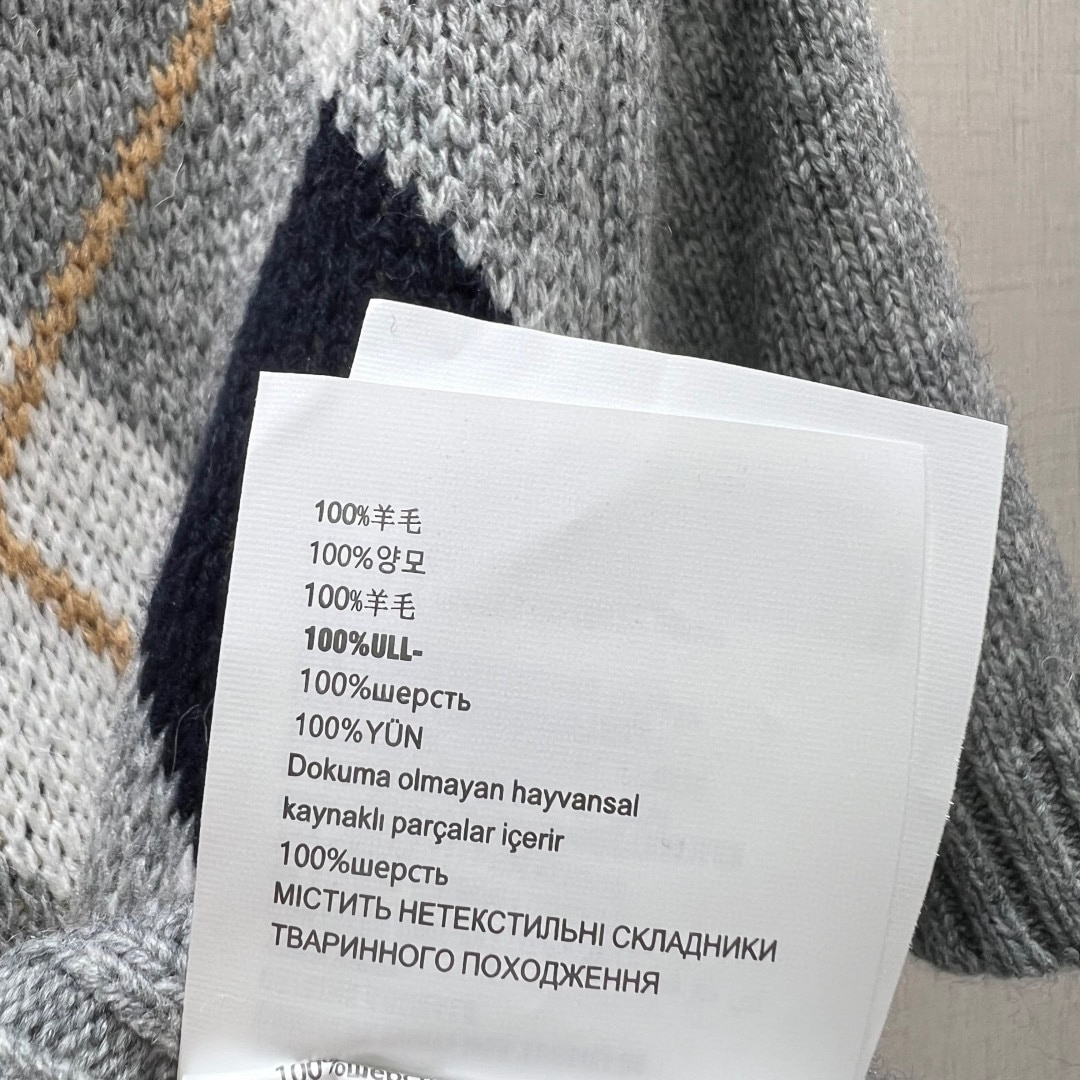 100%羊毛
100%양모
100%羊毛
100%ULL-
100%шерсть
100%YÜN
Dokuma olmayan hayvansal
kaynaklı parçalar içerir
100%шерсть
МІСТИТЬ НЕТЕКСТИЛЬНІ СКЛАДНИКИ
ТВАРИННОГО ПОХОДЖЕННЯ